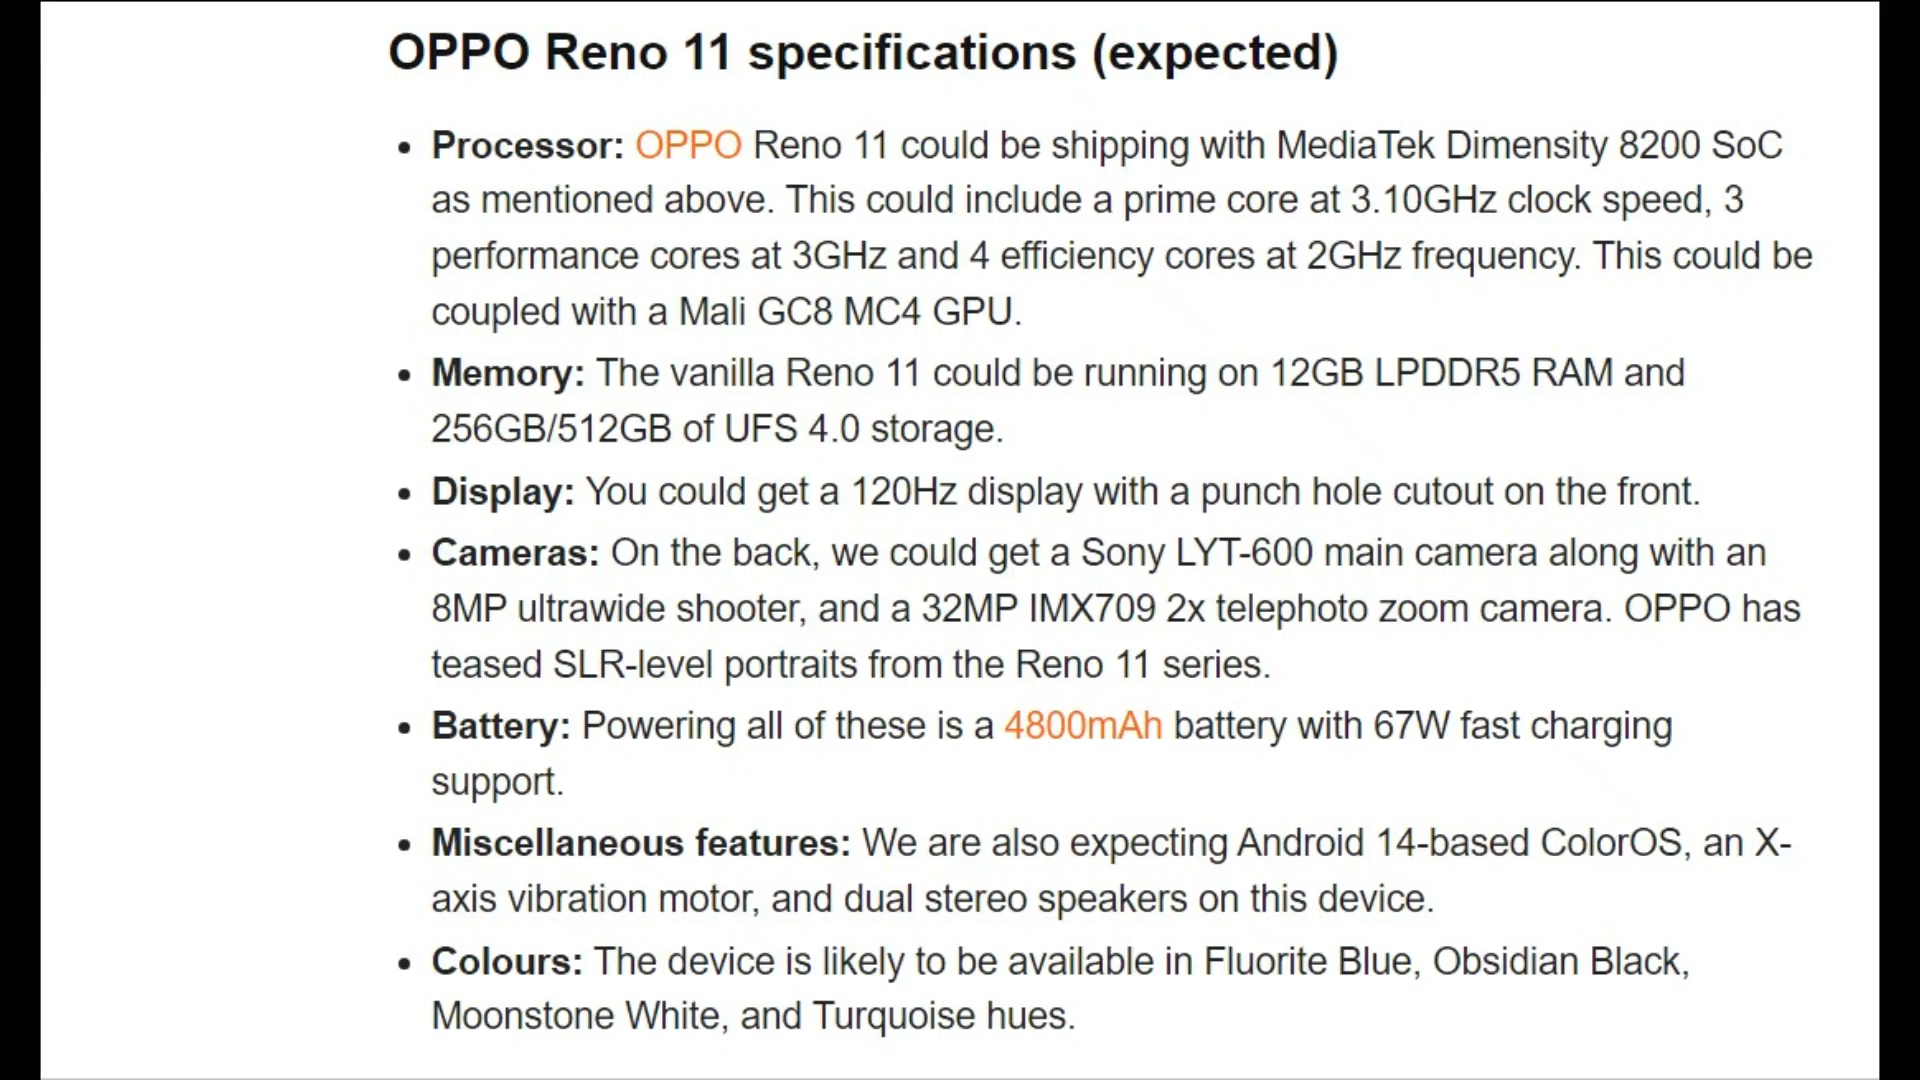 OPPO Reno 11 specifications (expected)
• Processor: OPPO Reno 11 could be shipping with MediaTek Dimensity 8200 SoC
as mentioned above. This could include a prime core at 3.10GHz clock speed, 3
performance cores at 3GHz and 4 efficiency cores at 2GHz frequency. This could be
coupled with a Mali GC8 MC4 GPU.
• Memory: The vanilla Reno 11 could be running on 12GB LPDDR5 RAM and
256GB/512GB of UFS 4.0 storage.
• Display: You could get a 120Hz display with a punch hole cutout on the front.
• Cameras: On the back, we could get a Sony LYT-600 main camera along with an
8MP ultrawide shooter, and a 32MP IMX709 2x telephoto zoom camera. OPPO has
teased SLR-level portraits from the Reno 11 series.
• Battery: Powering all of these is a 4800mAh battery with 67W fast charging
support.
• Miscellaneous features: We are also expecting Android 14-based ColorOS, an X-
axis vibration motor, and dual stereo speakers on this device.
• Colours: The device is likely to be available in Fluorite Blue, Obsidian Black,
Moonstone White, and Turquoise hues.